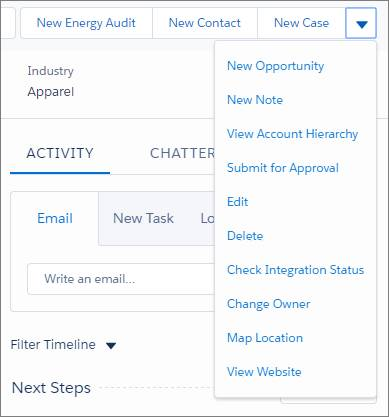 New Energy Audit
New Contact
New Case
Industry
Apparel
New Opportunity
New Note
View Account Hierarchy
Submit for Approval
Edit
Delete
Check Integration Status
Change Owner
Map Location
View Website
ACTIVITY
CHATTER
Email
New Task
Lo
Write an email...
Filter Timeline
Next Steps